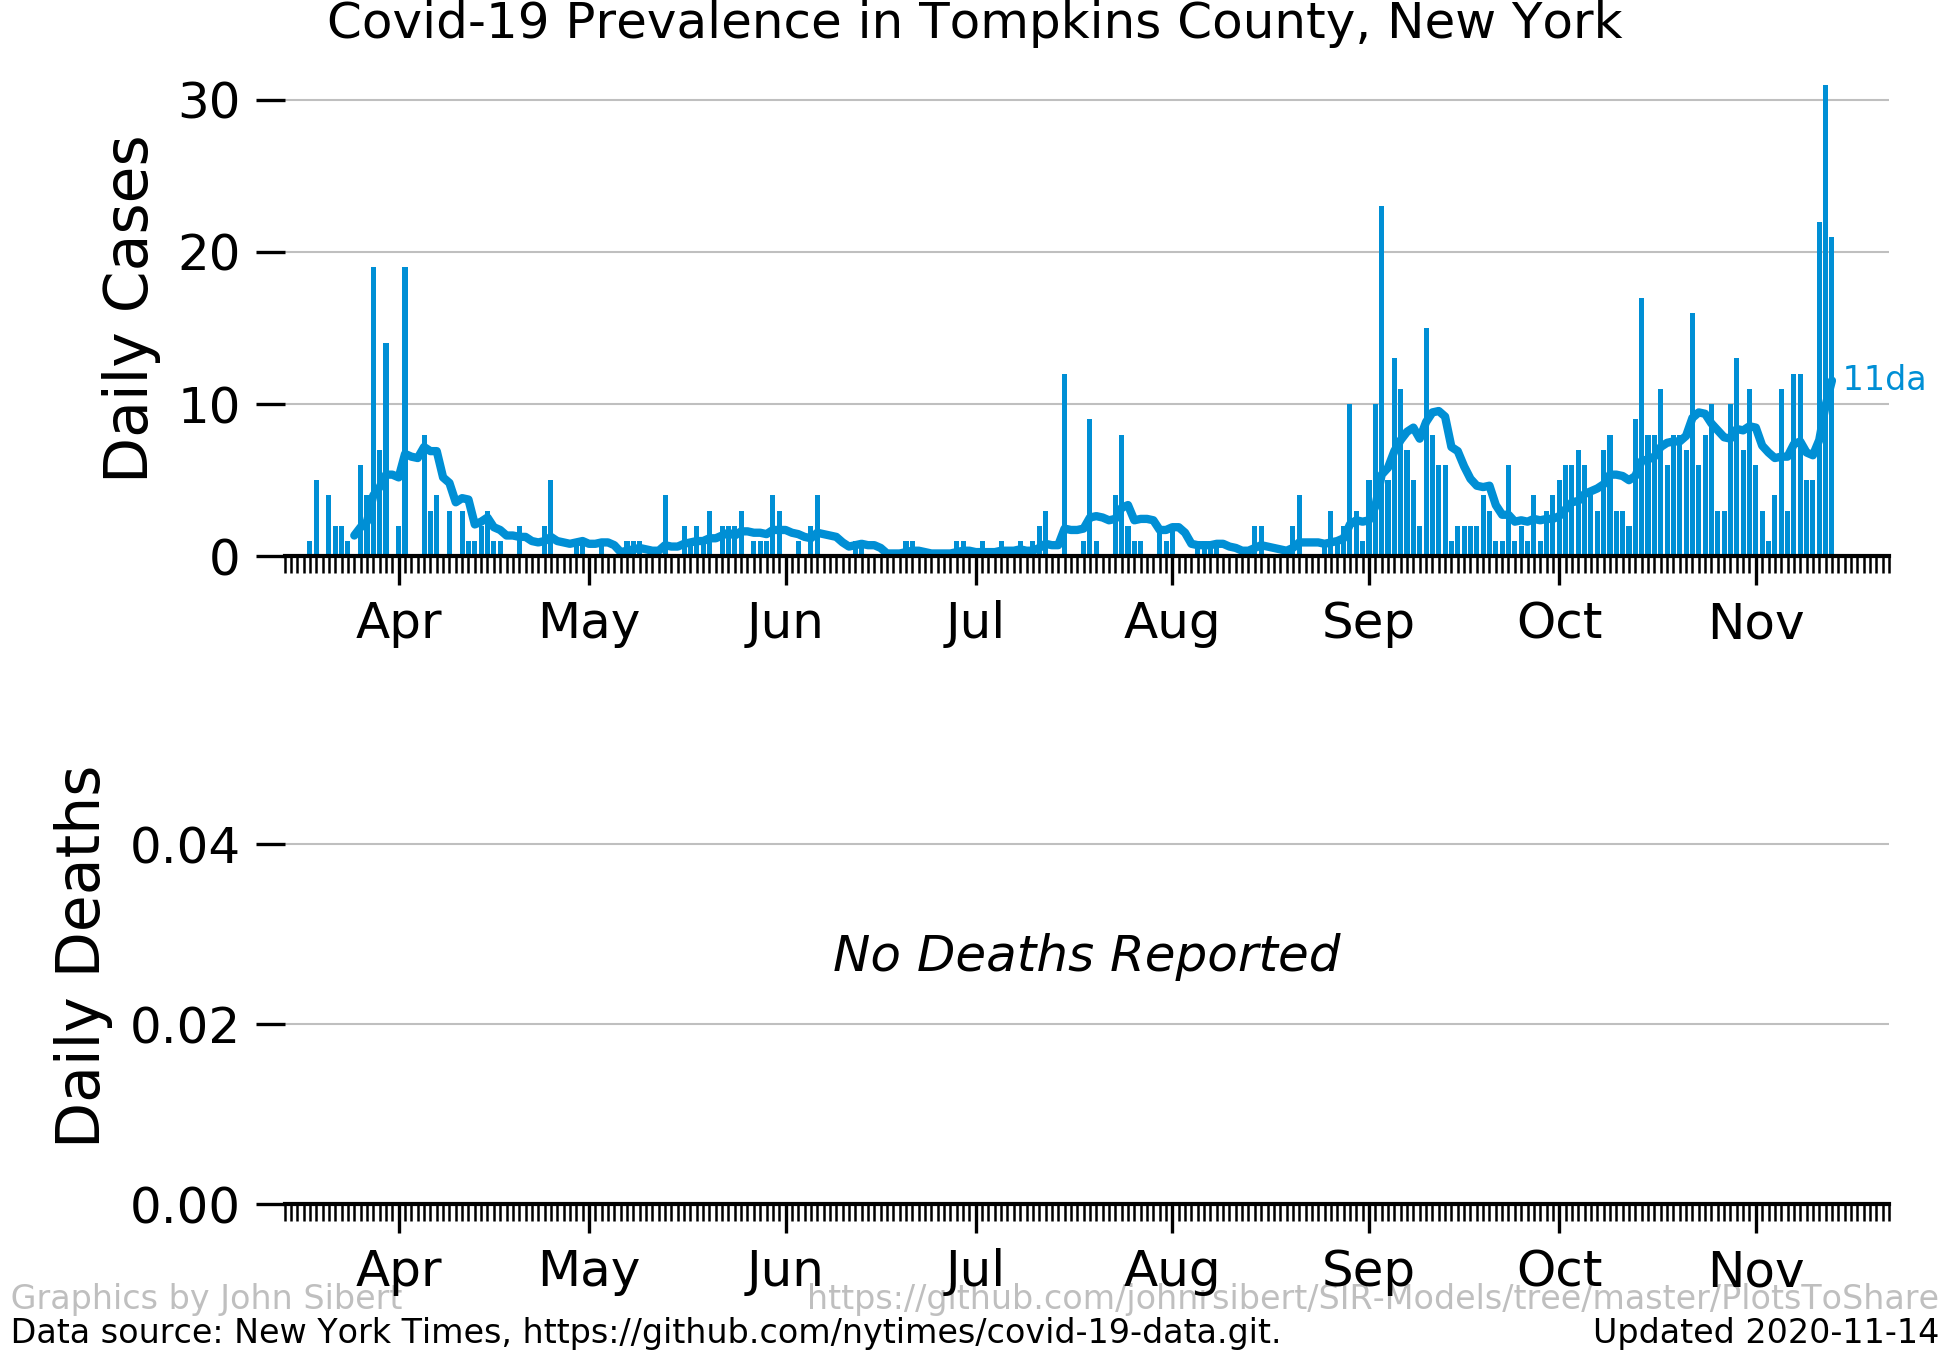 Covid-19 Prevalence in Tompkins County, New York
Daily Cases
30
20
10
0
11da
Apr May Jun Jul Aug Sep Oct Nov
Daily Deaths
0.04
0.02
0.00
No Deaths Reported
Apr May Jun Jul Aug Sep Oct Nov
Graphics by John Sibert https://github.com/johnrsibert/SIR-Models/tree/master/PlotsToShare
Data source: New York Times, https://github.com/nytimes/covid-19-data.git. Updated 2020-11-14